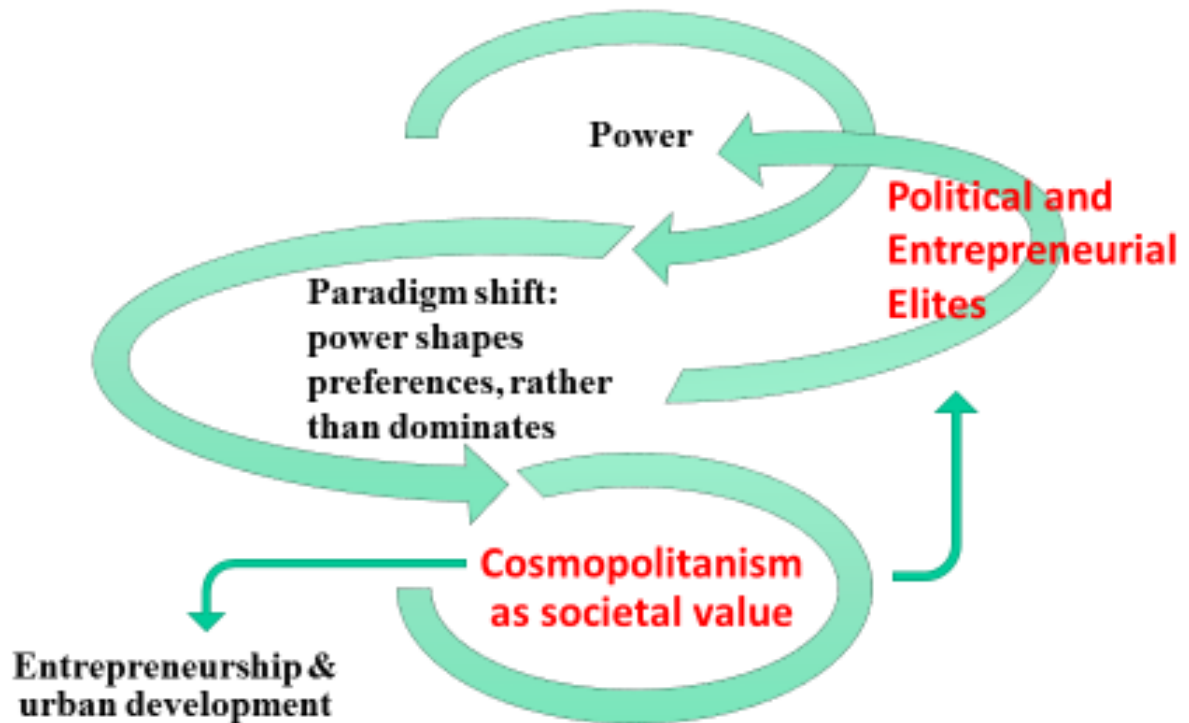 Power
Political and
Entrepreneurial
Elites
Paradigm shift:
power shapes
preferences, rather
than dominates
Cosmopolitanism
as societal value
Entrepreneurship &
urban development